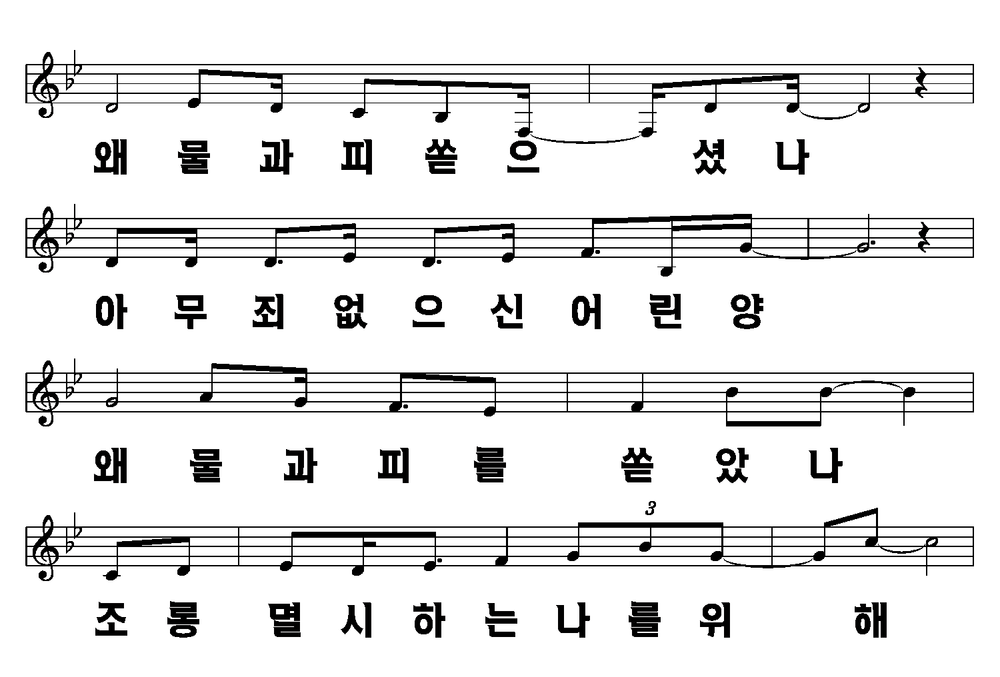 왜 물 과 피 쏟 으 셨 나
아 무 죄 없 으 신 어 린 양
왜 물 과 피 를 쏟 았 나
3
조 롱 멸 시 하 는 나 를 위 해